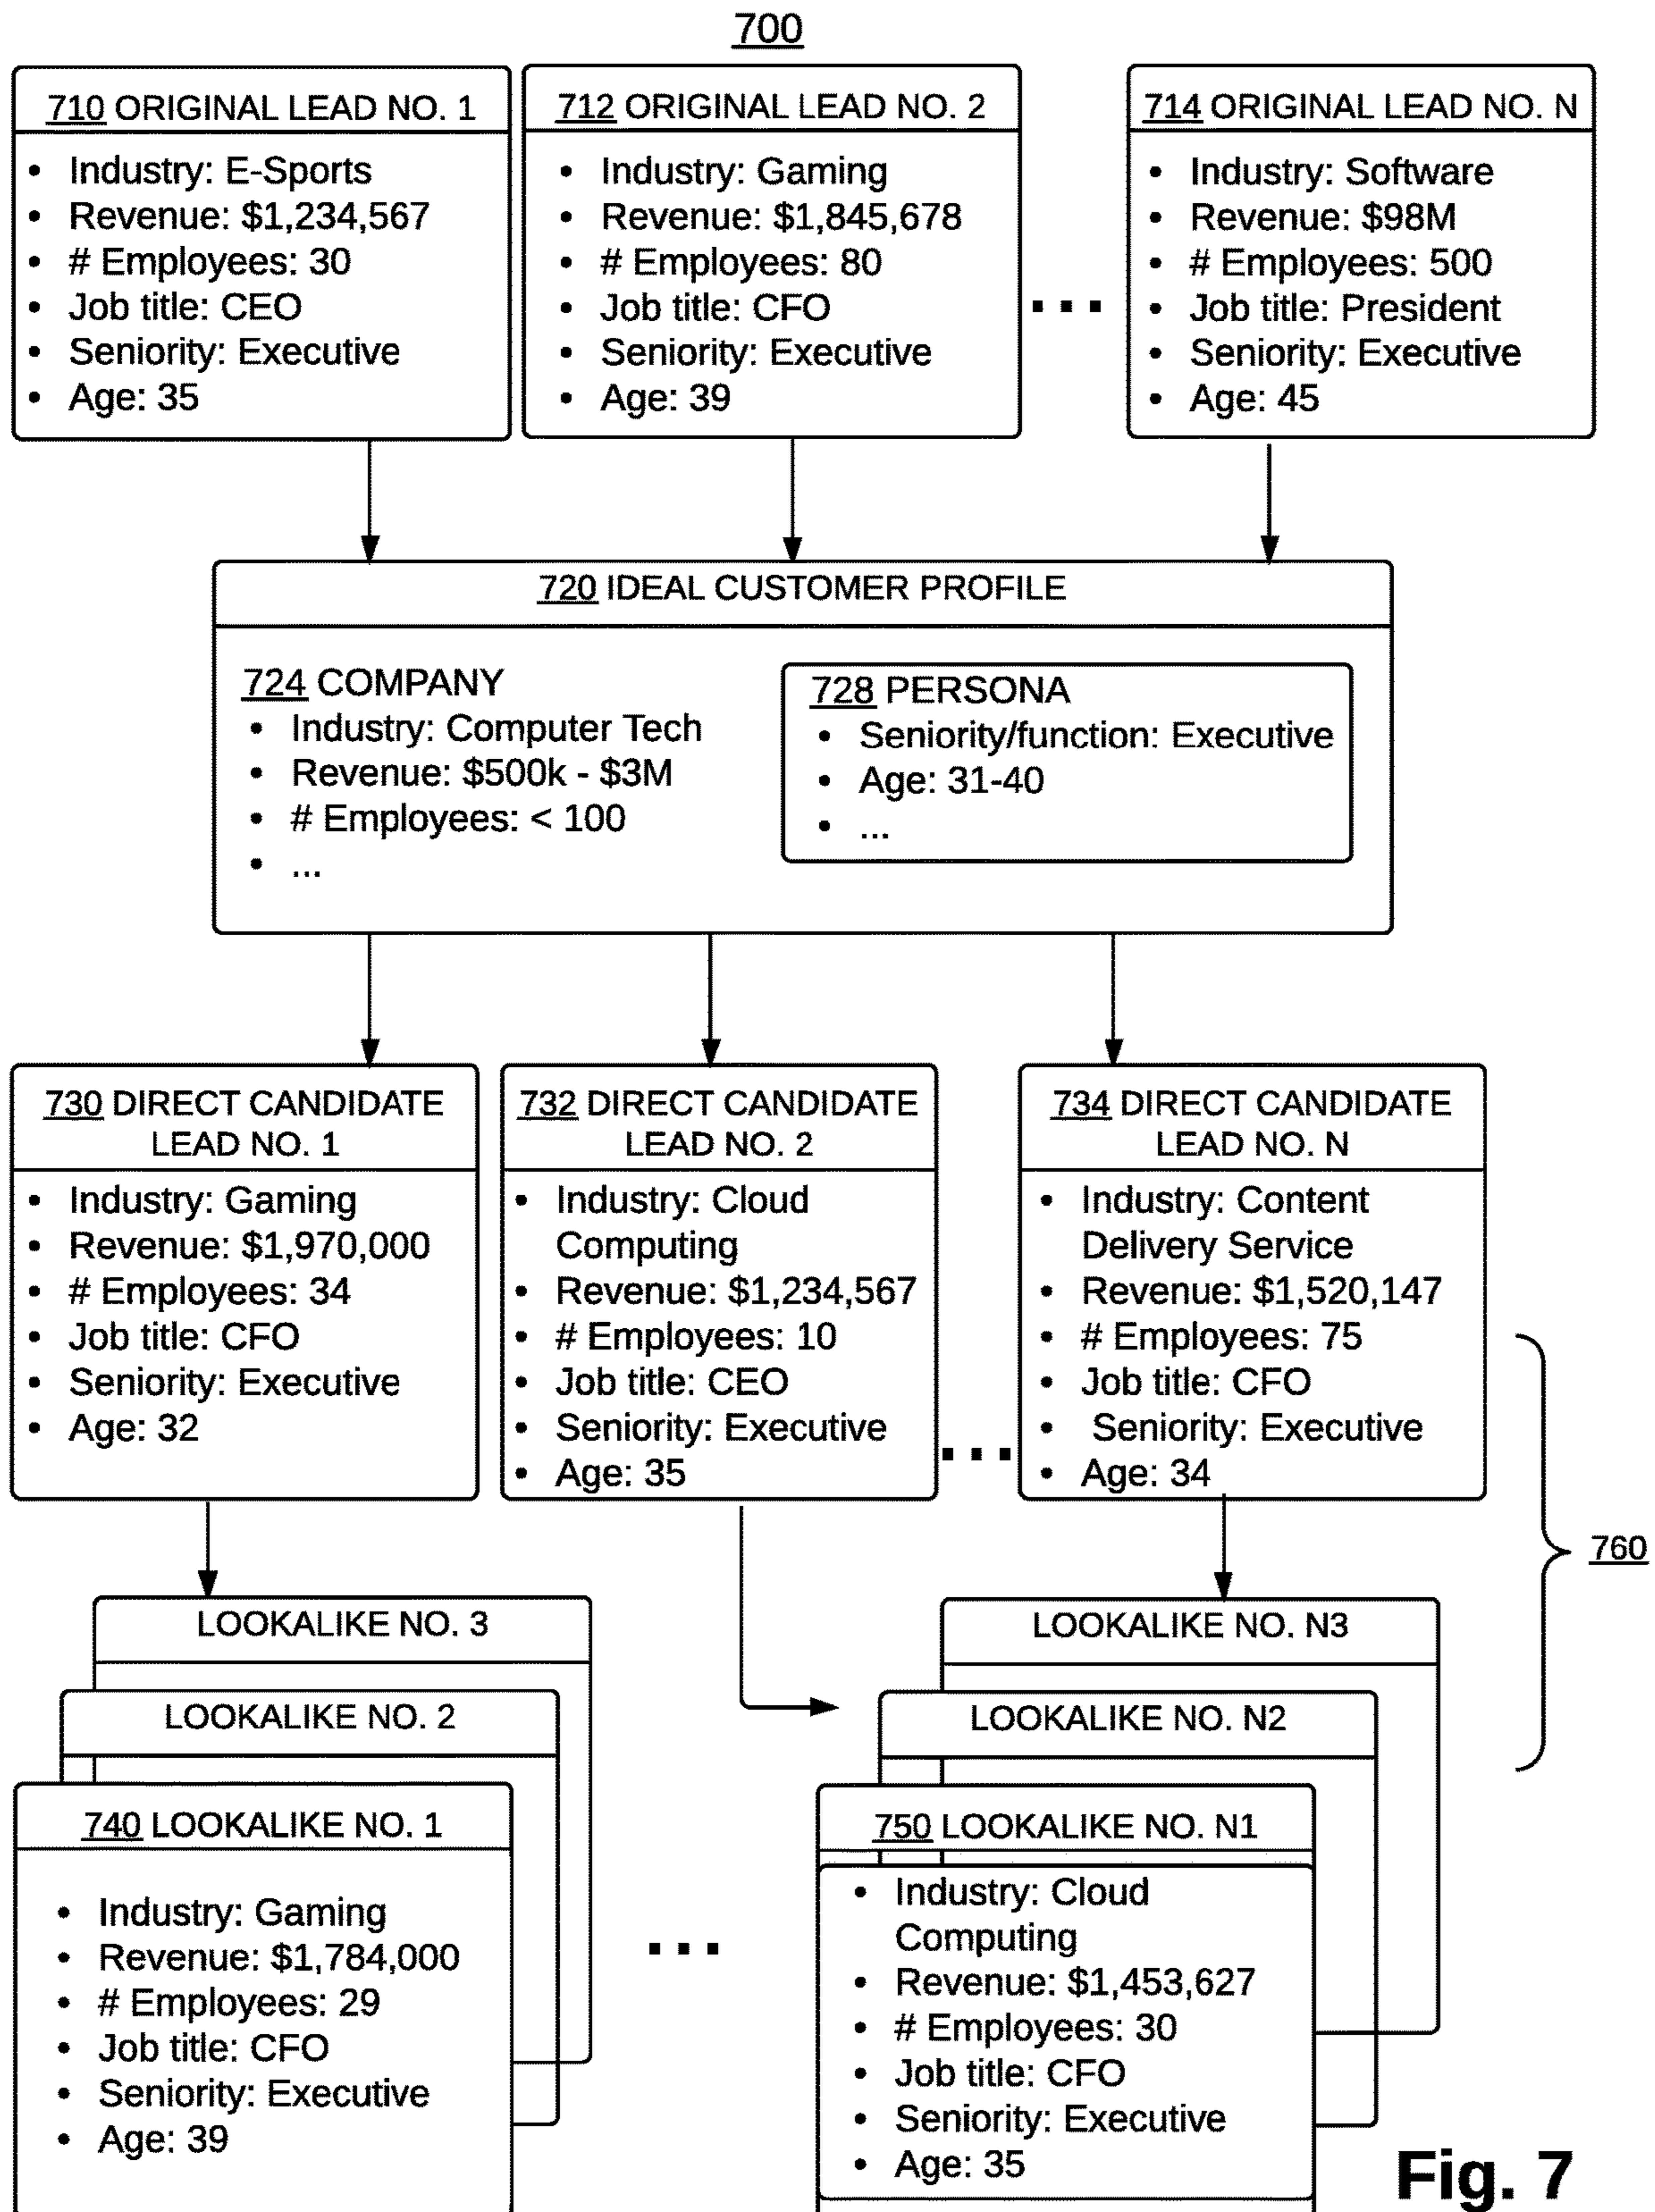 700
710 ORIGINAL LEAD NO. 1
• Industry: E-Sports
• Revenue: $1,234,567
• # Employees: 30
• Job title: CEO
• Seniority: Executive
• Age: 35
712 ORIGINAL LEAD NO. 2
• Industry: Gaming
• Revenue: $1,845,678
• # Employees: 80
• Job title: CFO
• Seniority: Executive
• Age: 39
...
714 ORIGINAL LEAD NO. N
• Industry: Software
• Revenue: $98M
• # Employees: 500
• Job title: President
• Seniority: Executive
• Age: 45
720 IDEAL CUSTOMER PROFILE
724 COMPANY
• Industry: Computer Tech
• Revenue: $500k - $3M
• # Employees: < 100
• ...
728 PERSONA
• Seniority/function: Executive
• Age: 31-40
• ...
730 DIRECT CANDIDATE
LEAD NO. 1
• Industry: Gaming
• Revenue: $1,970,000
• # Employees: 34
• Job title: CFO
• Seniority: Executive
• Age: 32
732 DIRECT CANDIDATE
LEAD NO. 2
• Industry: Cloud
Computing
• Revenue: $1,234,567
• # Employees: 10
• Job title: CEO
• Seniority: Executive
• Age: 35
...
734 DIRECT CANDIDATE
LEAD NO. N
• Industry: Content
Delivery Service
• Revenue: $1,520,147
• # Employees: 75
• Job title: CFO
• Seniority: Executive
• Age: 34
760
LOOKALIKE NO. 3
LOOKALIKE NO. 2
740 LOOKALIKE NO. 1
• Industry: Gaming
• Revenue: $1,784,000
• # Employees: 29
• Job title: CFO
• Seniority: Executive
• Age: 39
...
LOOKALIKE NO. N3
LOOKALIKE NO. N2
750 LOOKALIKE NO. N1
• Industry: Cloud
Computing
• Revenue: $1,453,627
• # Employees: 30
• Job title: CFO
• Seniority: Executive
• Age: 35
Fig. 7